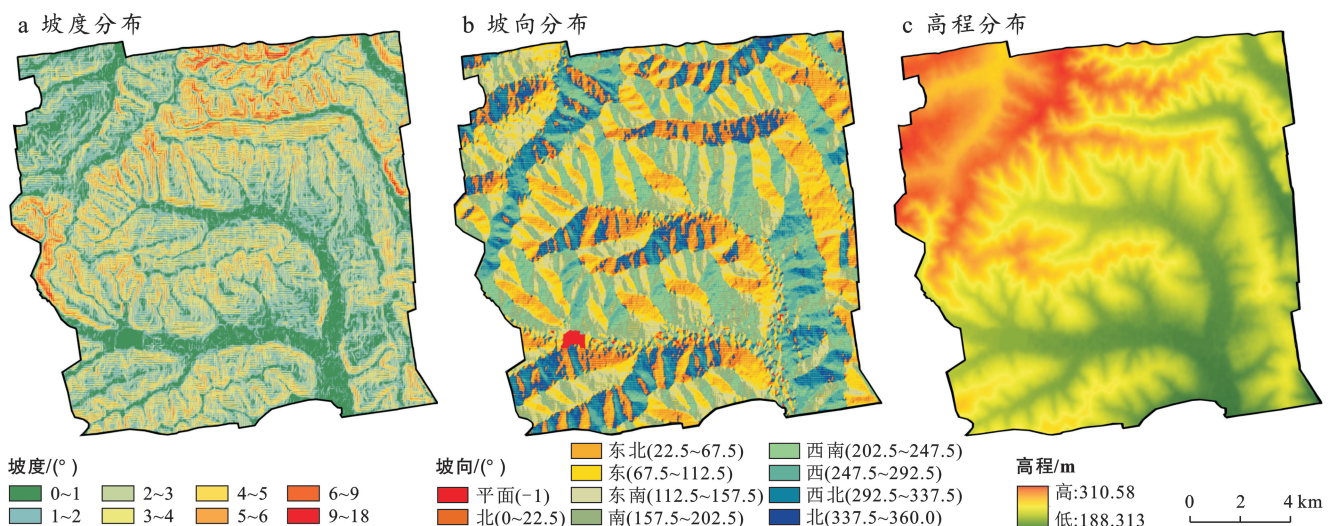 a 坡度分布
b 坡向分布
c 高程分布
坡度/(°)
0~1
2~3
4~5
6~9
1~2
3~4
5~6
9~18
坡向/(°)
平面(-1)
北(0~22.5)
东北(22.5~67.5)
东(67.5~112.5)
东南(112.5~157.5)
南(157.5~202.5)
西南(202.5~247.5)
西(247.5~292.5)
西北(292.5~337.5)
北(337.5~360.0)
高程/m
高:310.58
低:188.313
0 2 4 km